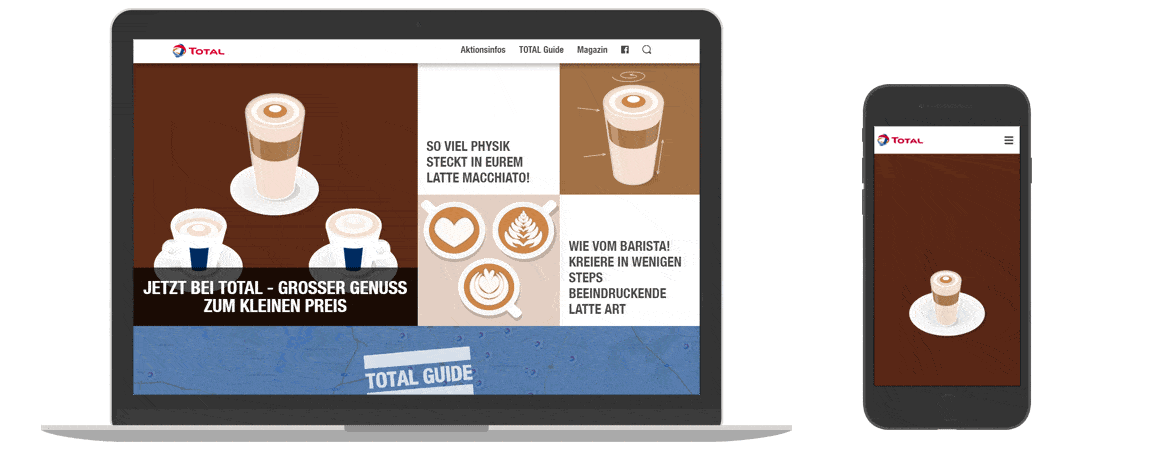 TOTAL
Aktionsinfos TOTAL Guide Magazin
SO VIEL PHYSIK
STECKT IN EUREM
LATTE MACCHIATO!
WIE VOM BARISTA!
KREIERE IN WENIGEN
STEPS
BEEINDRUCKENDE
LATTE ART
JETZT BEI TOTAL - GROSSER GENUSS
ZUM KLEINEN PREIS
TOTAL GUIDE
TOTAL